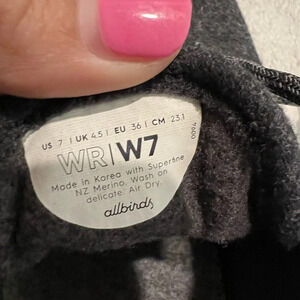 US 7 | UK 4.5 | EU 36 | CM 23.1
WR|W7
Made in Korea with Superfine
NZ Merino. Wash on
delicate. Air Dry.
allbirds